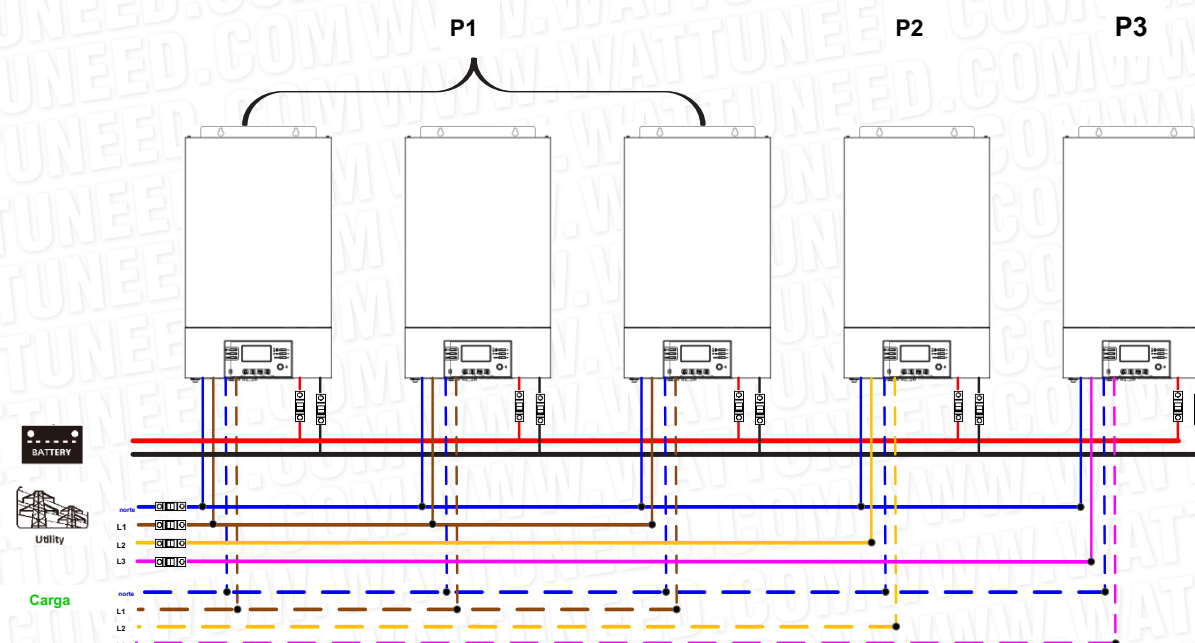 P1
P2
P3
BATTERY
norte
L1
Utility
L2
L3
norte
Carga
L1
L2
WWW.WATTUNEED.COM